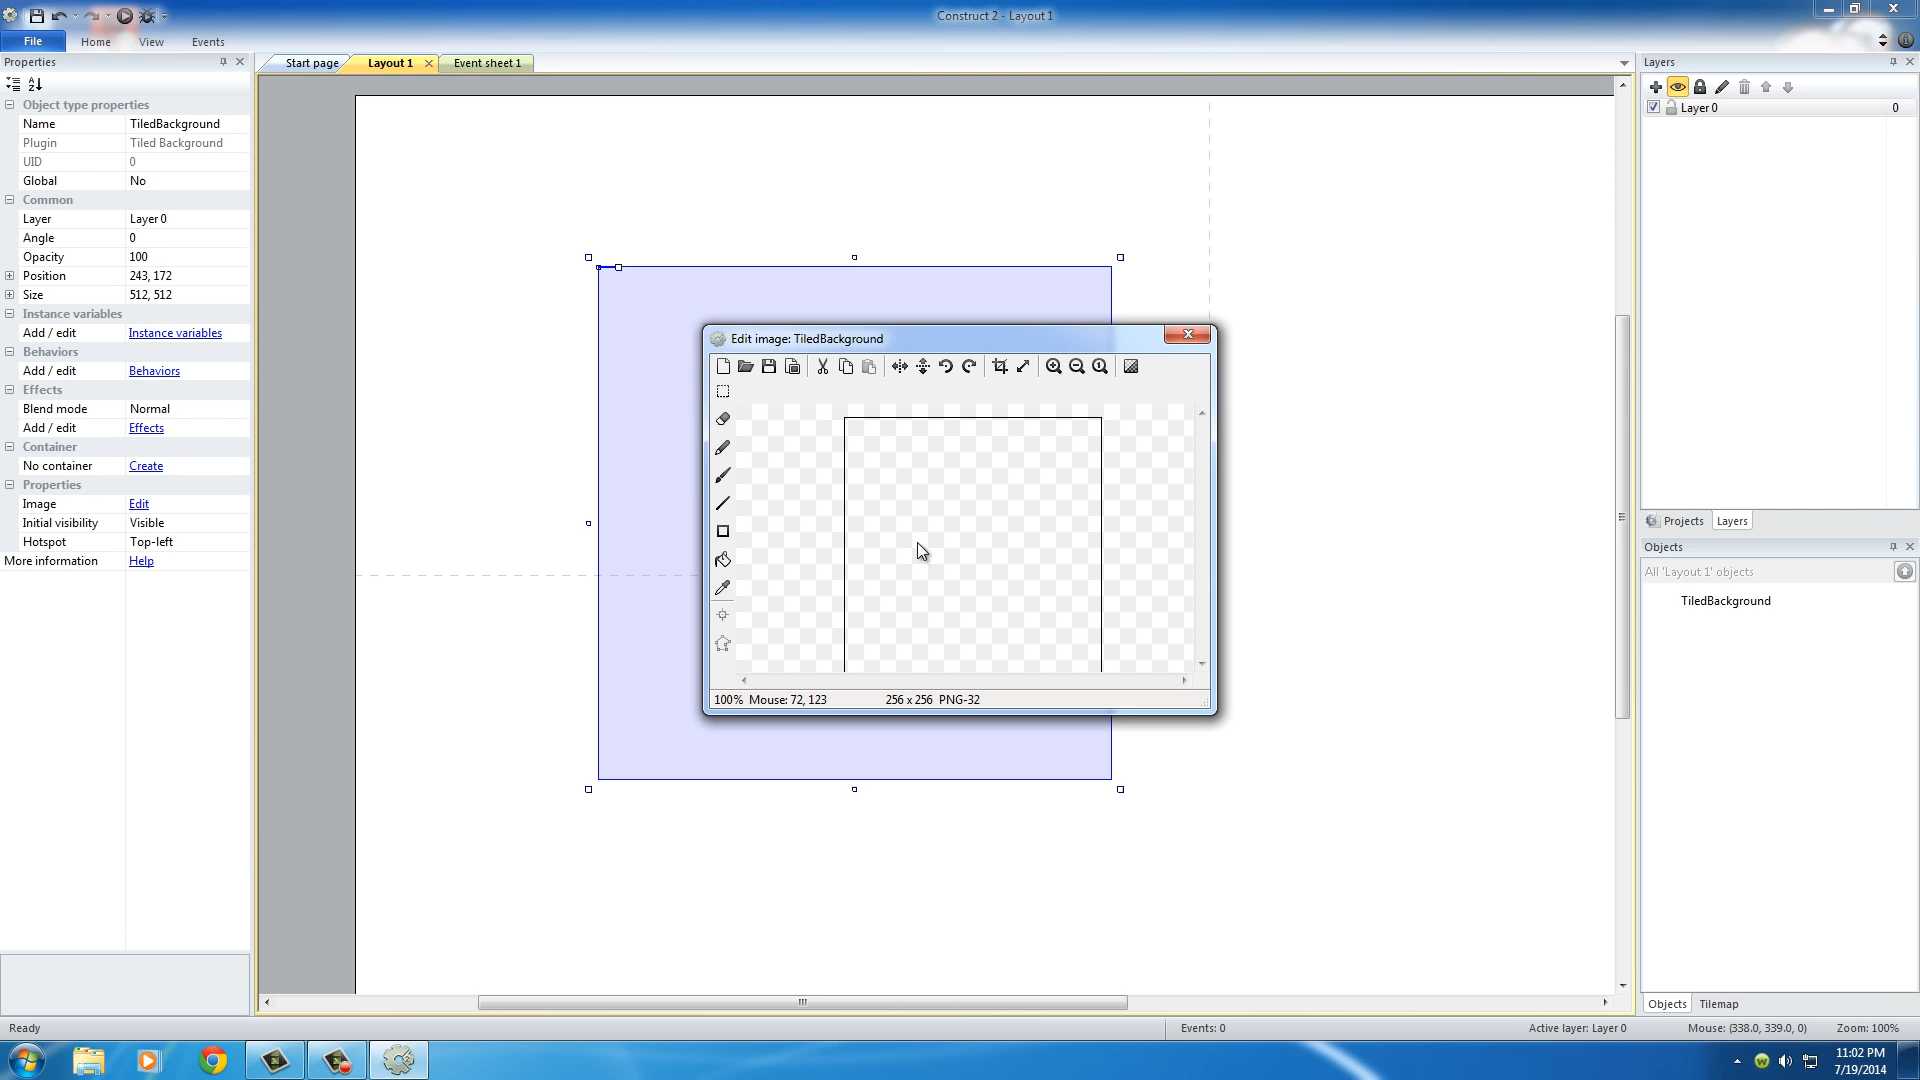 Construct 2 - Layout 1
File
Home
View
Events
Properties
Start page
Layout 1
Event sheet 1
Layers
Object type properties
Name TiledBackground
Plugin Tiled Background
UID 0
Global No
Common
Layer Layer 0
Angle 0
Opacity 100
Position 243, 172
Size 512, 512
Instance variables
Add / edit Instance variables
Behaviors
Add / edit Behaviors
Effects
Blend mode Normal
Add / edit Effects
Container
No container Create
Properties
Image Edit
Initial visibility Visible
Hotspot Top-left
More information Help
Edit image: TiledBackground
100% Mouse: 72, 123 256 x 256 PNG-32
Layer 0 0
Projects
Layers
Objects
All 'Layout 1' objects
TiledBackground
Objects
Tilemap
Ready
Events: 0
Active layer: Layer 0
Mouse: (338.0, 339.0, 0)
Zoom: 100%
11:02 PM
7/19/2014